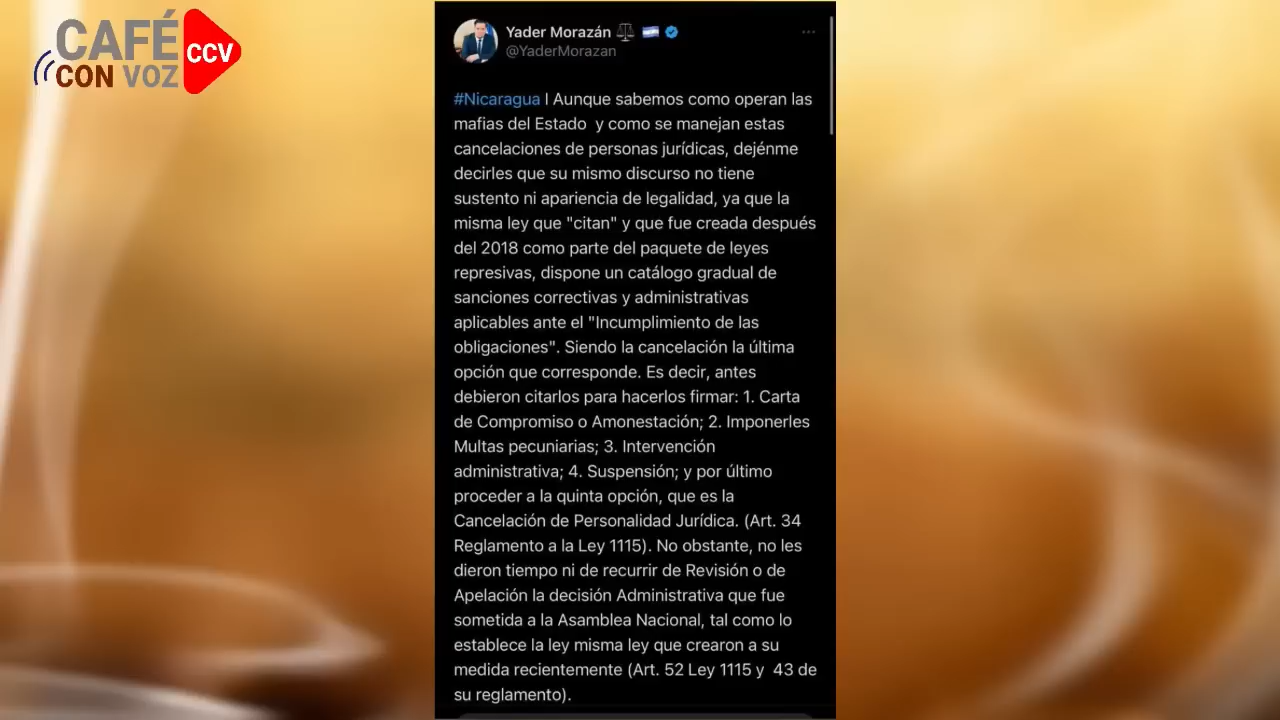 CAFÉ
CON VOZ
CCV
Yader Morazán
@YaderMorazan
#Nicaragua | Aunque sabemos como operan las
mafias del Estado y como se manejan estas
cancelaciones de personas jurídicas, dejénme
decirles que su mismo discurso no tiene
sustento ni apariencia de legalidad, ya que la
misma ley que "citan" y que fue creada después
del 2018 como parte del paquete de leyes
represivas, dispone un catálogo gradual de
sanciones correctivas y administrativas
aplicables ante el "Incumplimiento de las
obligaciones". Siendo la cancelación la última
opción que corresponde. Es decir, antes
debieron citarlos para hacerlos firmar: 1. Carta
de Compromiso o Amonestación; 2. Imponerles
Multas pecuniarias; 3. Intervención
administrativa; 4. Suspensión; y por último
proceder a la quinta opción, que es la
Cancelación de Personalidad Jurídica. (Art. 34
Reglamento a la Ley 1115). No obstante, no les
dieron tiempo ni de recurrir de Revisión o de
Apelación la decisión Administrativa que fue
sometida a la Asamblea Nacional, tal como lo
establece la ley misma ley que crearon a su
medida recientemente (Art. 52 Ley 1115 y 43 de
su reglamento).